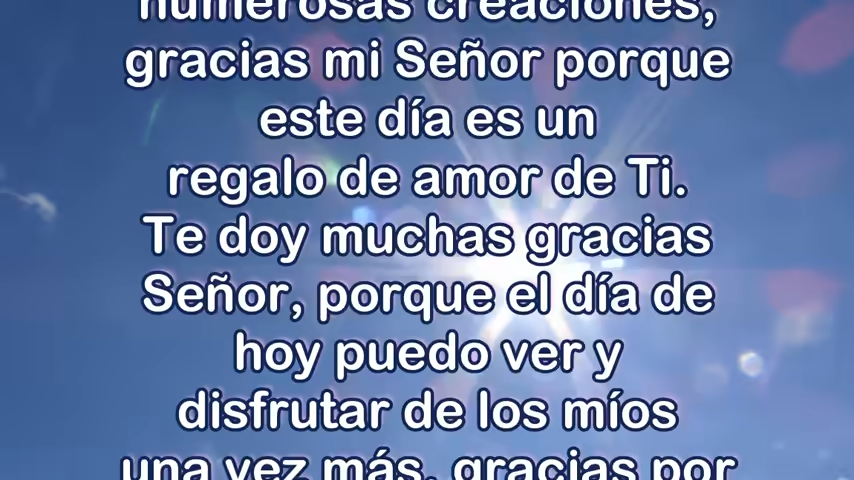 numerosas creaciones,
gracias mi Señor porque
este día es un
regalo de amor de Ti.
Te doy muchas gracias
Señor, porque el día de
hoy puedo ver y
disfrutar de los míos
una vez más, gracias por